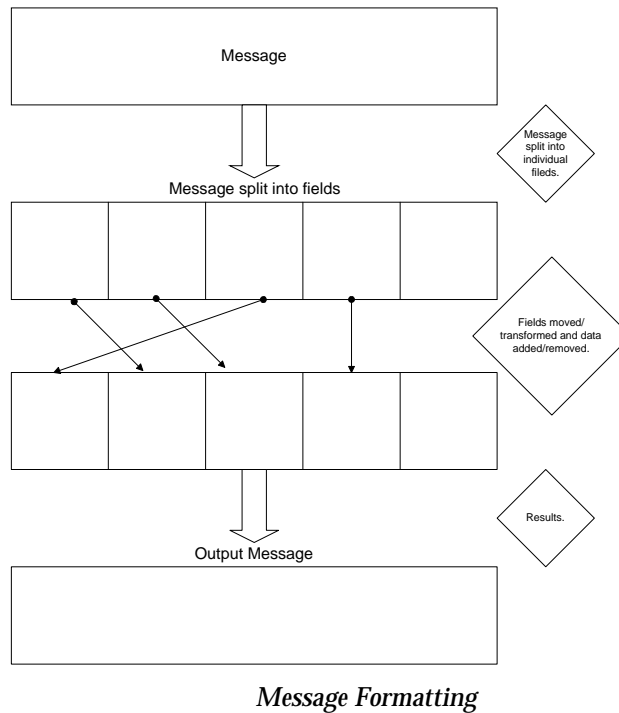 Message
Message
split into
individual
fileds.
Message split into fields
Fields moved/
transformed and data
added/removed.
Results.
Output Message
Message Formatting